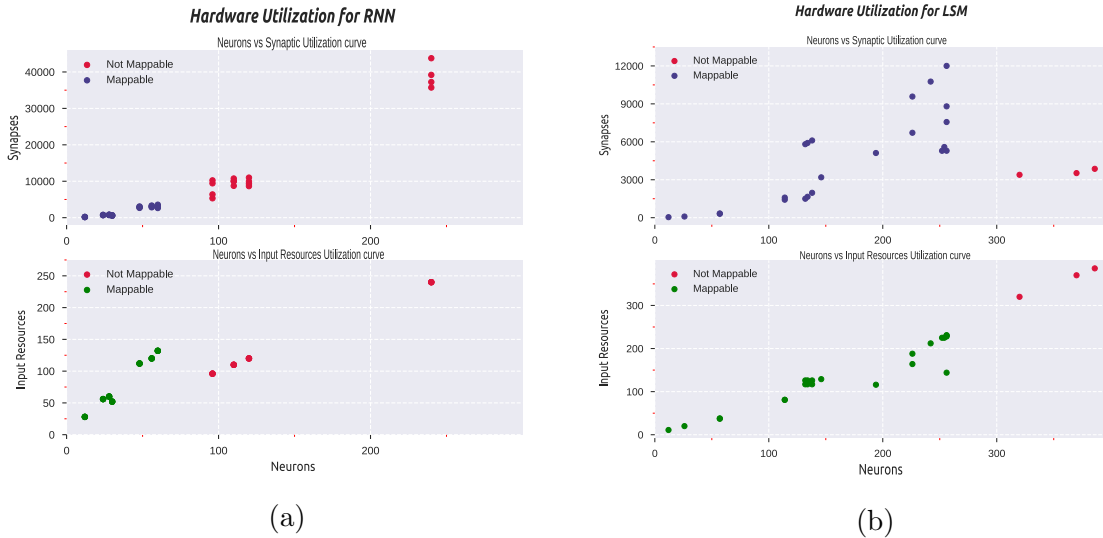 Hardware Utilization for RNN
Neurons vs Synaptic Utilization curve
Not Mappable
Mappable
Synapses
40000
30000
20000
10000
0
0
100
200
Neurons vs Input Resources Utilization curve
Not Mappable
Mappable
Input Resources
250
200
150
100
50
0
0
100
200
Neurons
(a)
Hardware Utilization for LSM
Neurons vs Synaptic Utilization curve
Not Mappable
Mappable
Synapses
12000
9000
6000
3000
0
0
100
200
300
Neurons vs Input Resources Utilization curve
Not Mappable
Mappable
Input Resources
300
200
100
0
0
100
200
300
Neurons
(b)